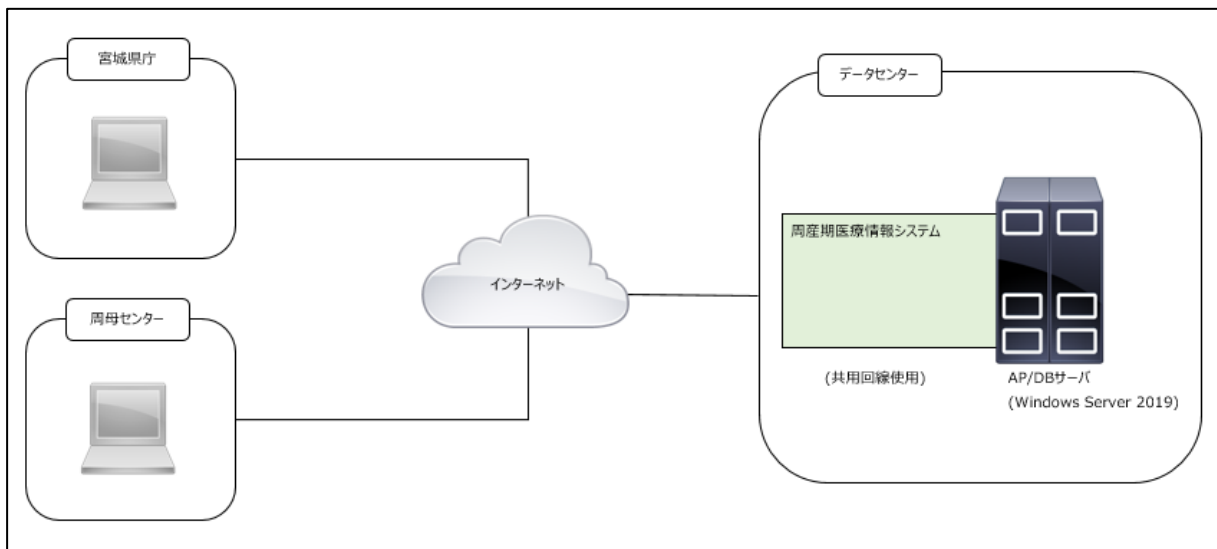 宮城県庁
周母センター
インターネット
データセンター
周産期医療情報システム
(共用回線使用)
AP/DBサーバ
(Windows Server 2019)